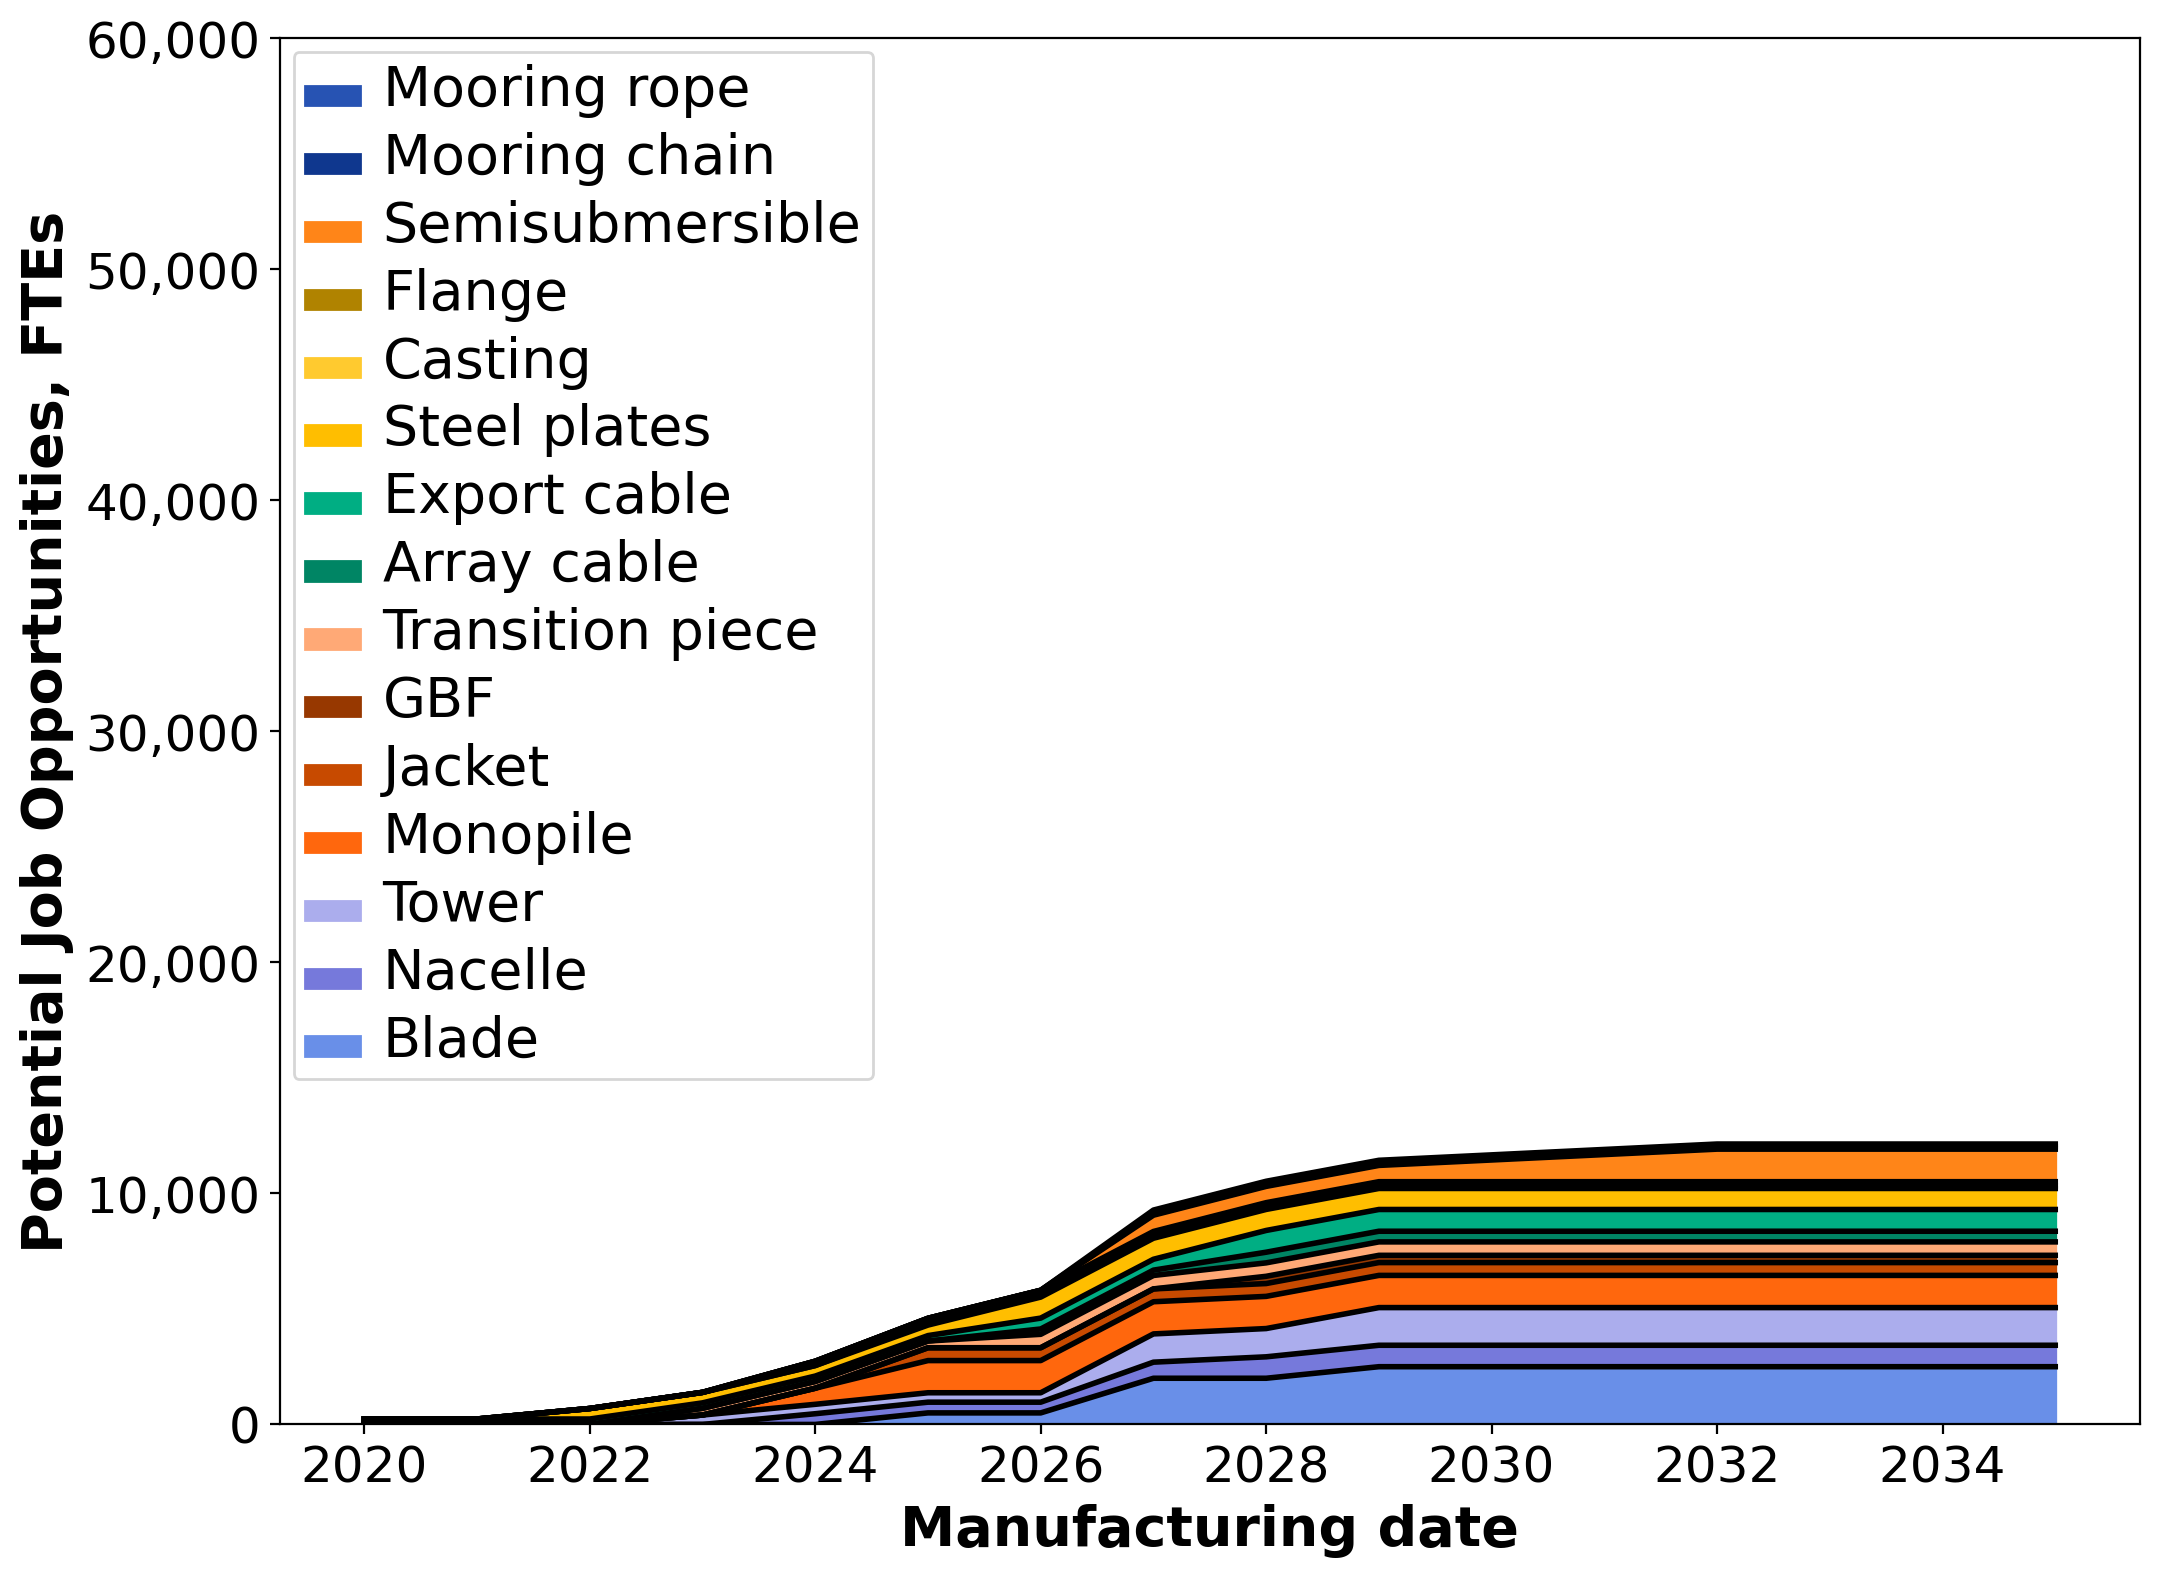 Potential Job Opportunities, FTEs
60,000
50,000
40,000
30,000
20,000
10,000
0
Mooring rope
Mooring chain
Semisubmersible
Flange
Casting
Steel plates
Export cable
Array cable
Transition piece
GBF
Jacket
Monopile
Tower
Nacelle
Blade
2020 2022 2024 2026 2028 2030 2032 2034
Manufacturing date